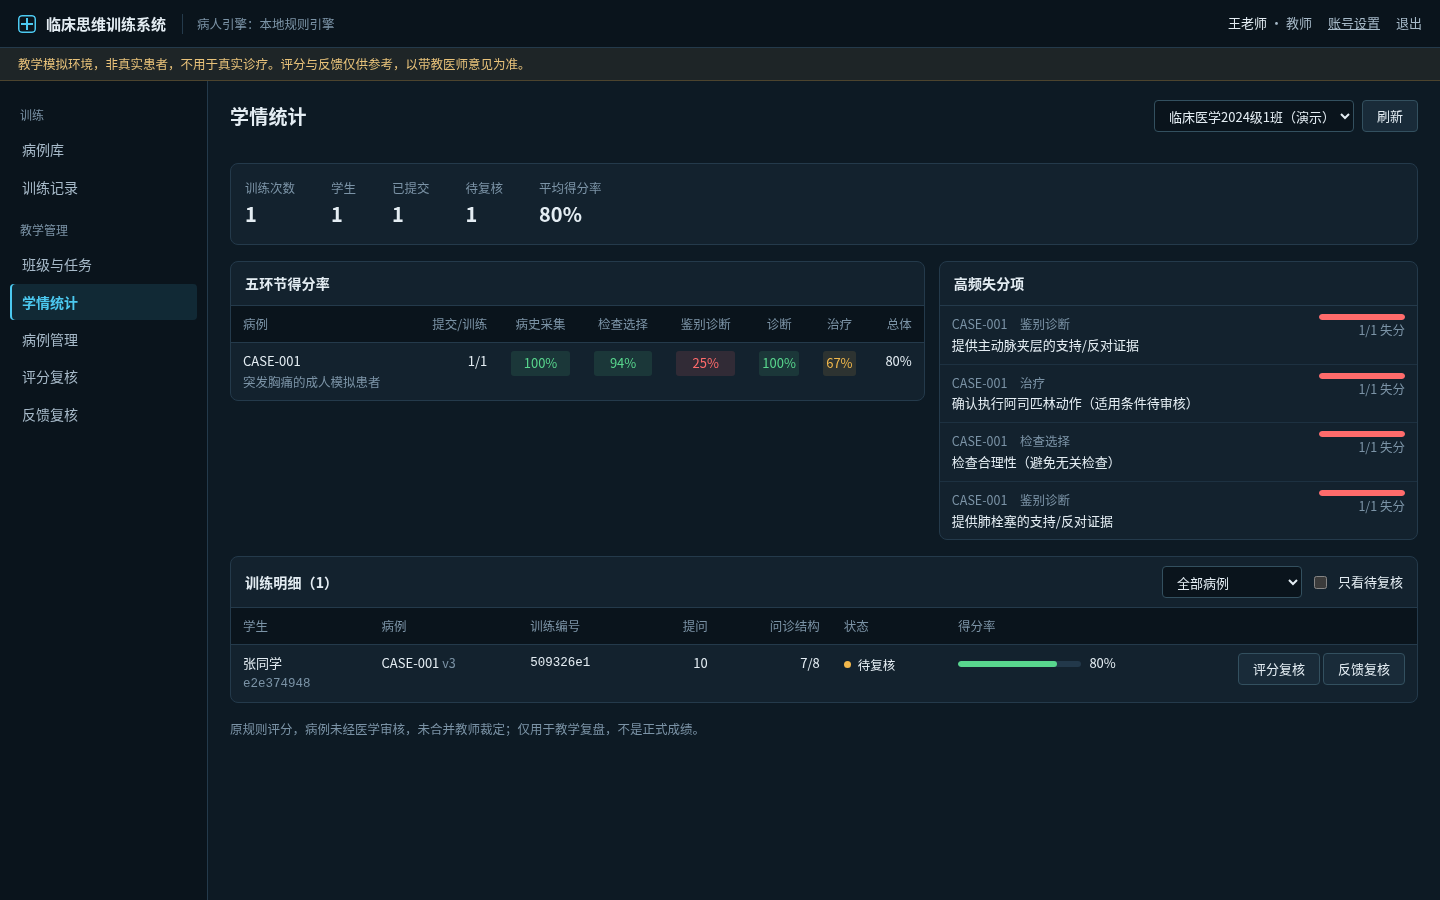 临床思维训练系统
病人引擎：本地规则引擎
王老师 · 教师 账号设置 退出
教学模拟环境，非真实患者，不用于真实诊疗。评分与反馈仅供参考，以带教医师意见为准。
训练
病例库
训练记录
教学管理
班级与任务
学情统计
病例管理
评分复核
反馈复核
学情统计
临床医学2024级1班（演示）
刷新
训练次数 学生 已提交 待复核 平均得分率
1 1 1 1 80%
五环节得分率
病例 提交/训练 病史采集 检查选择 鉴别诊断 诊断 治疗 总体
CASE-001 1/1 100% 94% 25% 100% 67% 80%
突发胸痛的成人模拟患者
高频失分项
CASE-001 鉴别诊断
1/1 失分
提供主动脉夹层的支持/反对证据
CASE-001 治疗
1/1 失分
确认执行阿司匹林动作（适用条件待审核）
CASE-001 检查选择
1/1 失分
检查合理性（避免无关检查）
CASE-001 鉴别诊断
1/1 失分
提供肺栓塞的支持/反对证据
训练明细（1）
全部病例
只看待复核
学生 病例 训练编号 提问 问诊结构 状态 得分率
张同学 CASE-001 v3 509326e1 10 7/8 待复核 80% 评分复核 反馈复核
e2e374948
原规则评分，病例未经医学审核，未合并教师裁定；仅用于教学复盘，不是正式成绩。